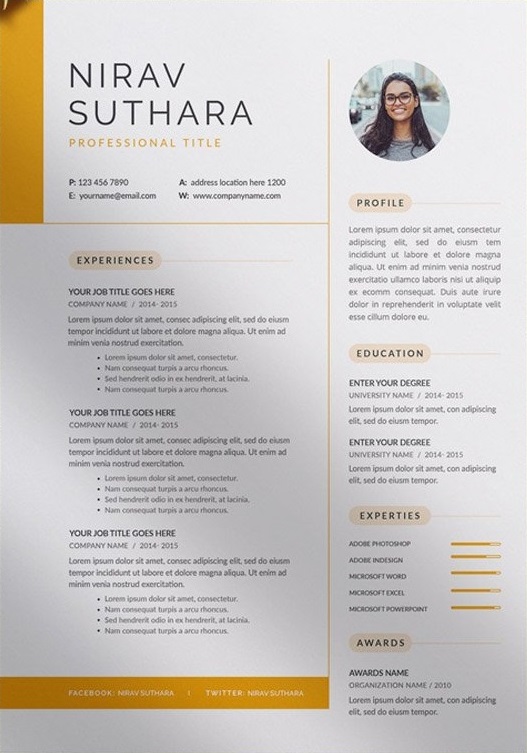 NIRAV
SUTHARA
PROFESSIONAL TITLE
P: 123 456 7890
A: address location here 1200
E: yourname@email.com
W: www.companyname.com
EXPERIENCES
YOUR JOB TITLE GOES HERE
COMPANY NAME / 2014- 2015
Lorem ipsum dolor sit amet, consec adipiscing elit, sed do eiusm
tempor incididunt ut labore et dolore magna aliqua. Ut enim ad
minim venia nostrud exercitation.
• Lorem ipsum dolor sit amet, consectetur.
• Nam consequat turpis a arcu rhoncus.
• Sed hendrerit odio in ex hendrerit, at lacinia.
• Nam consequat turpis a arcu rhoncus.
YOUR JOB TITLE GOES HERE
COMPANY NAME / 2014- 2015
Lorem ipsum dolor sit amet, consec adipiscing elit, sed do eiusm
tempor incididunt ut labore et dolore magna aliqua. Ut enim ad
minim venia nostrud exercitation.
• Lorem ipsum dolor sit amet, consectetur.
• Nam consequat turpis a arcu rhoncus.
• Sed hendrerit odio in ex hendrerit, at lacinia.
• Nam consequat turpis a arcu rhoncus.
YOUR JOB TITLE GOES HERE
COMPANY NAME / 2014- 2015
Lorem ipsum dolor sit amet, consec adipiscing elit, sed do eiusm
tempor incididunt ut labore et dolore magna aliqua. Ut enim ad
minim venia nostrud exercitation.
• Lorem ipsum dolor sit amet, consectetur.
• Nam consequat turpis a arcu rhoncus.
• Sed hendrerit odio in ex hendrerit, at lacinia.
• Nam consequat turpis a arcu rhoncus.
FACEBOOK: NIRAV SUTHARA | TWITTER: NIRAV SUTHARA
PROFILE
Lorem ipsum dolor sit amet, consectetur
adipiscing elit, sed do eiusm tem
por incididunt ut labore et dolore magna
aliqua. Ut enim ad minim venia nostrud
exercitatio ullamco laboris nisi ut aliquip
ex ecomm consequat. Duis aute irure
dolor in reprehenderit in voluptate velit
esse cillum dolore eu.
EDUCATION
ENTER YOUR DEGREE
UNIVERSITY NAME / 2014- 2015
Lorem ipsum dolor sit amet, con adipiscing
elit, sed do eiusm tempor.
ENTER YOUR DEGREE
UNIVERSITY NAME / 2014- 2015
Lorem ipsum dolor sit amet, con adipiscing
elit, sed do eiusm tempor.
EXPERTIES
ADOBE PHOTOSHOP
ADOBE INDESIGN
MICROSOFT WORD
MICROSOFT EXCEL
MICROSOFT POWERPOINT
AWARDS
AWARDS NAME
ORGANIZATION NAME / 2010
Lorem ipsum dolor sit amet, con adipiscing
elit, sed do eiusm tempor.